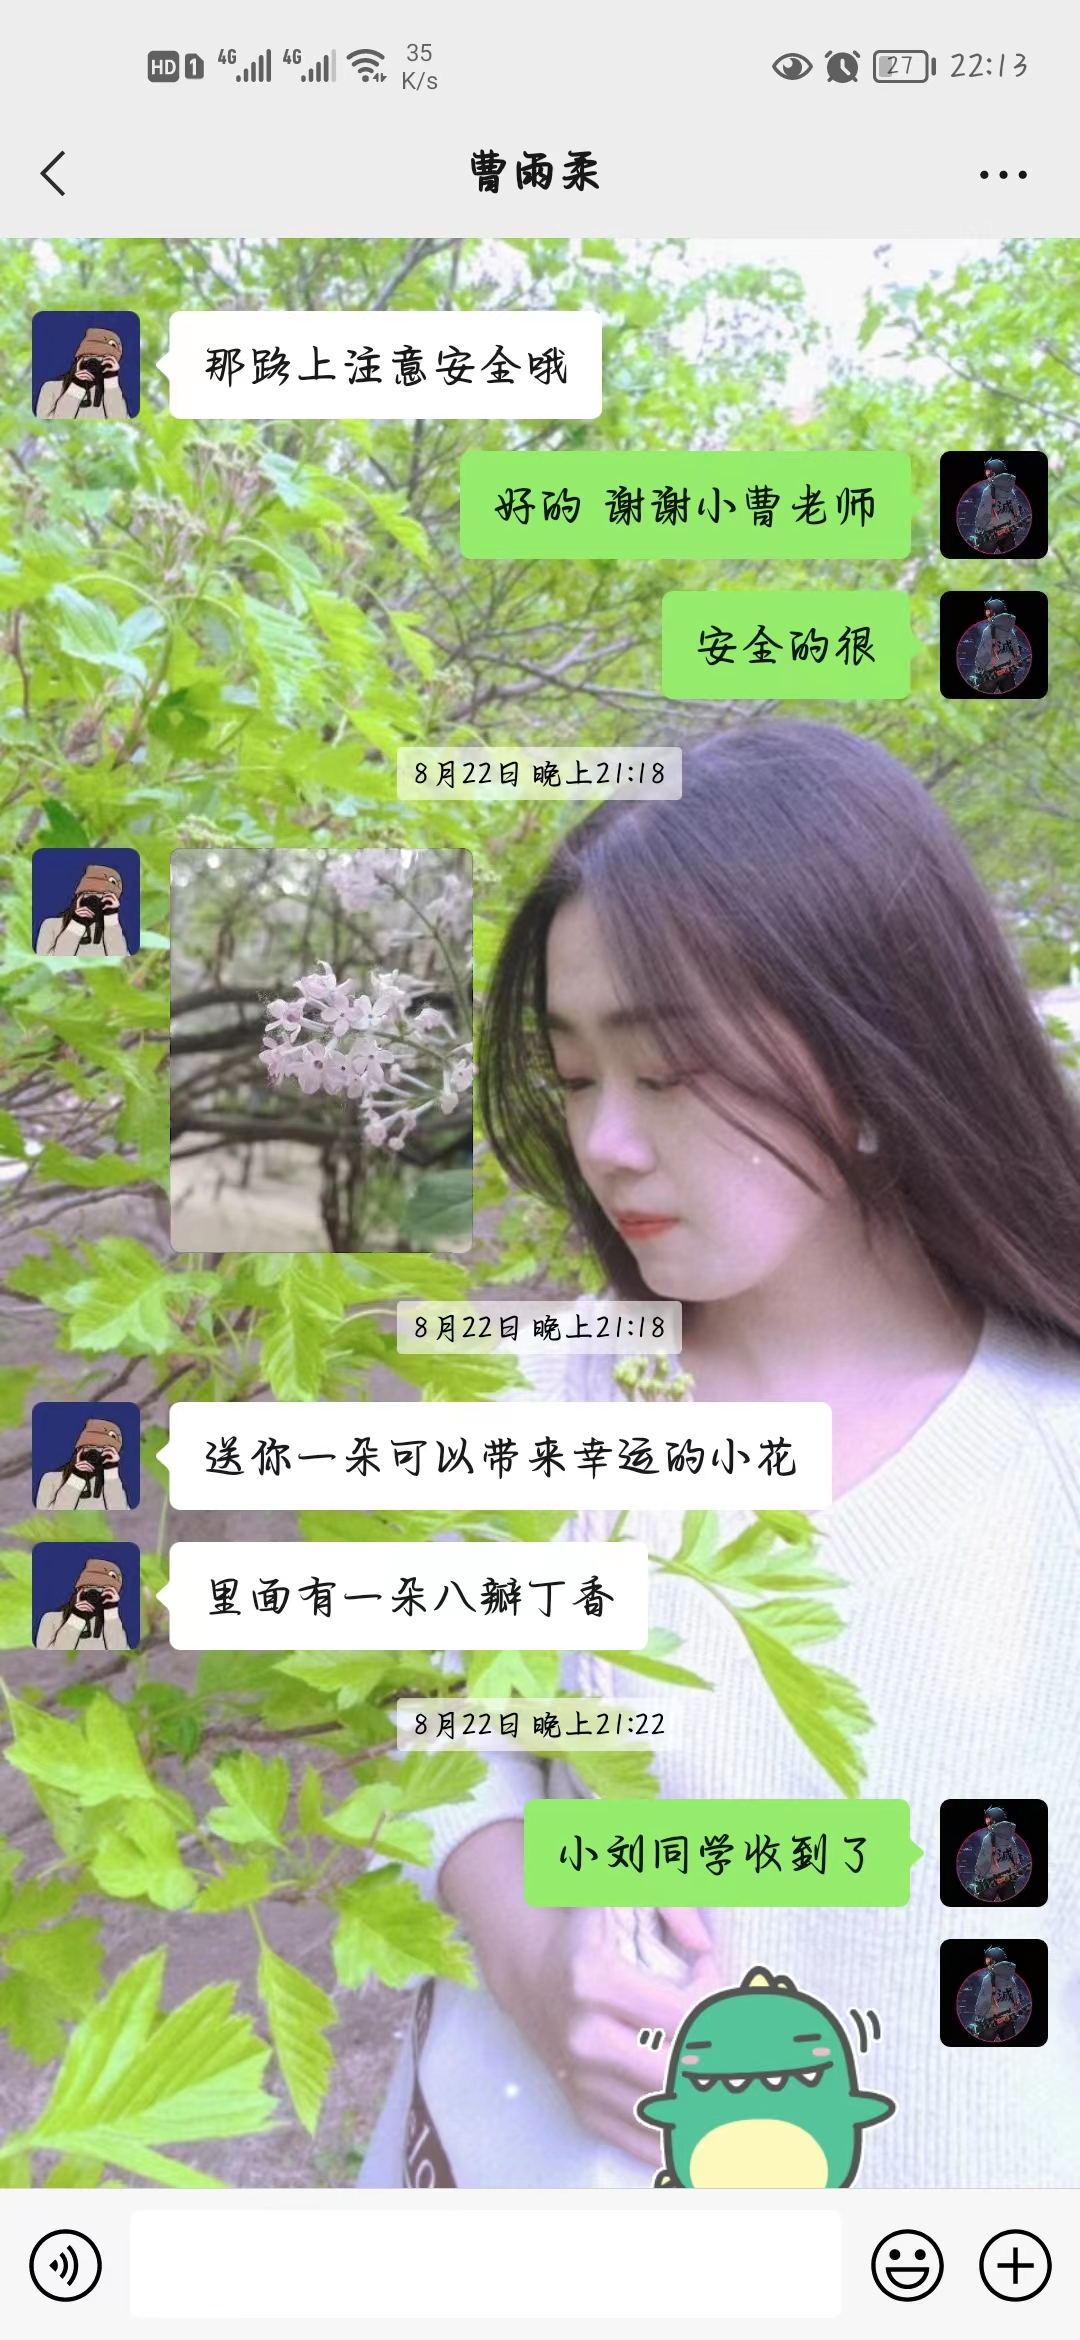 HD 1 4G 4G 35 K/s 27 22:13
曹雨柔
那路上注意安全哦
好的 谢谢小曹老师
安全的很
8月22日 晚上21:18
8月22日 晚上21:18
送你一朵可以带来幸运的小花
里面有一朵八瓣丁香
8月22日 晚上21:22
小刘同学收到了